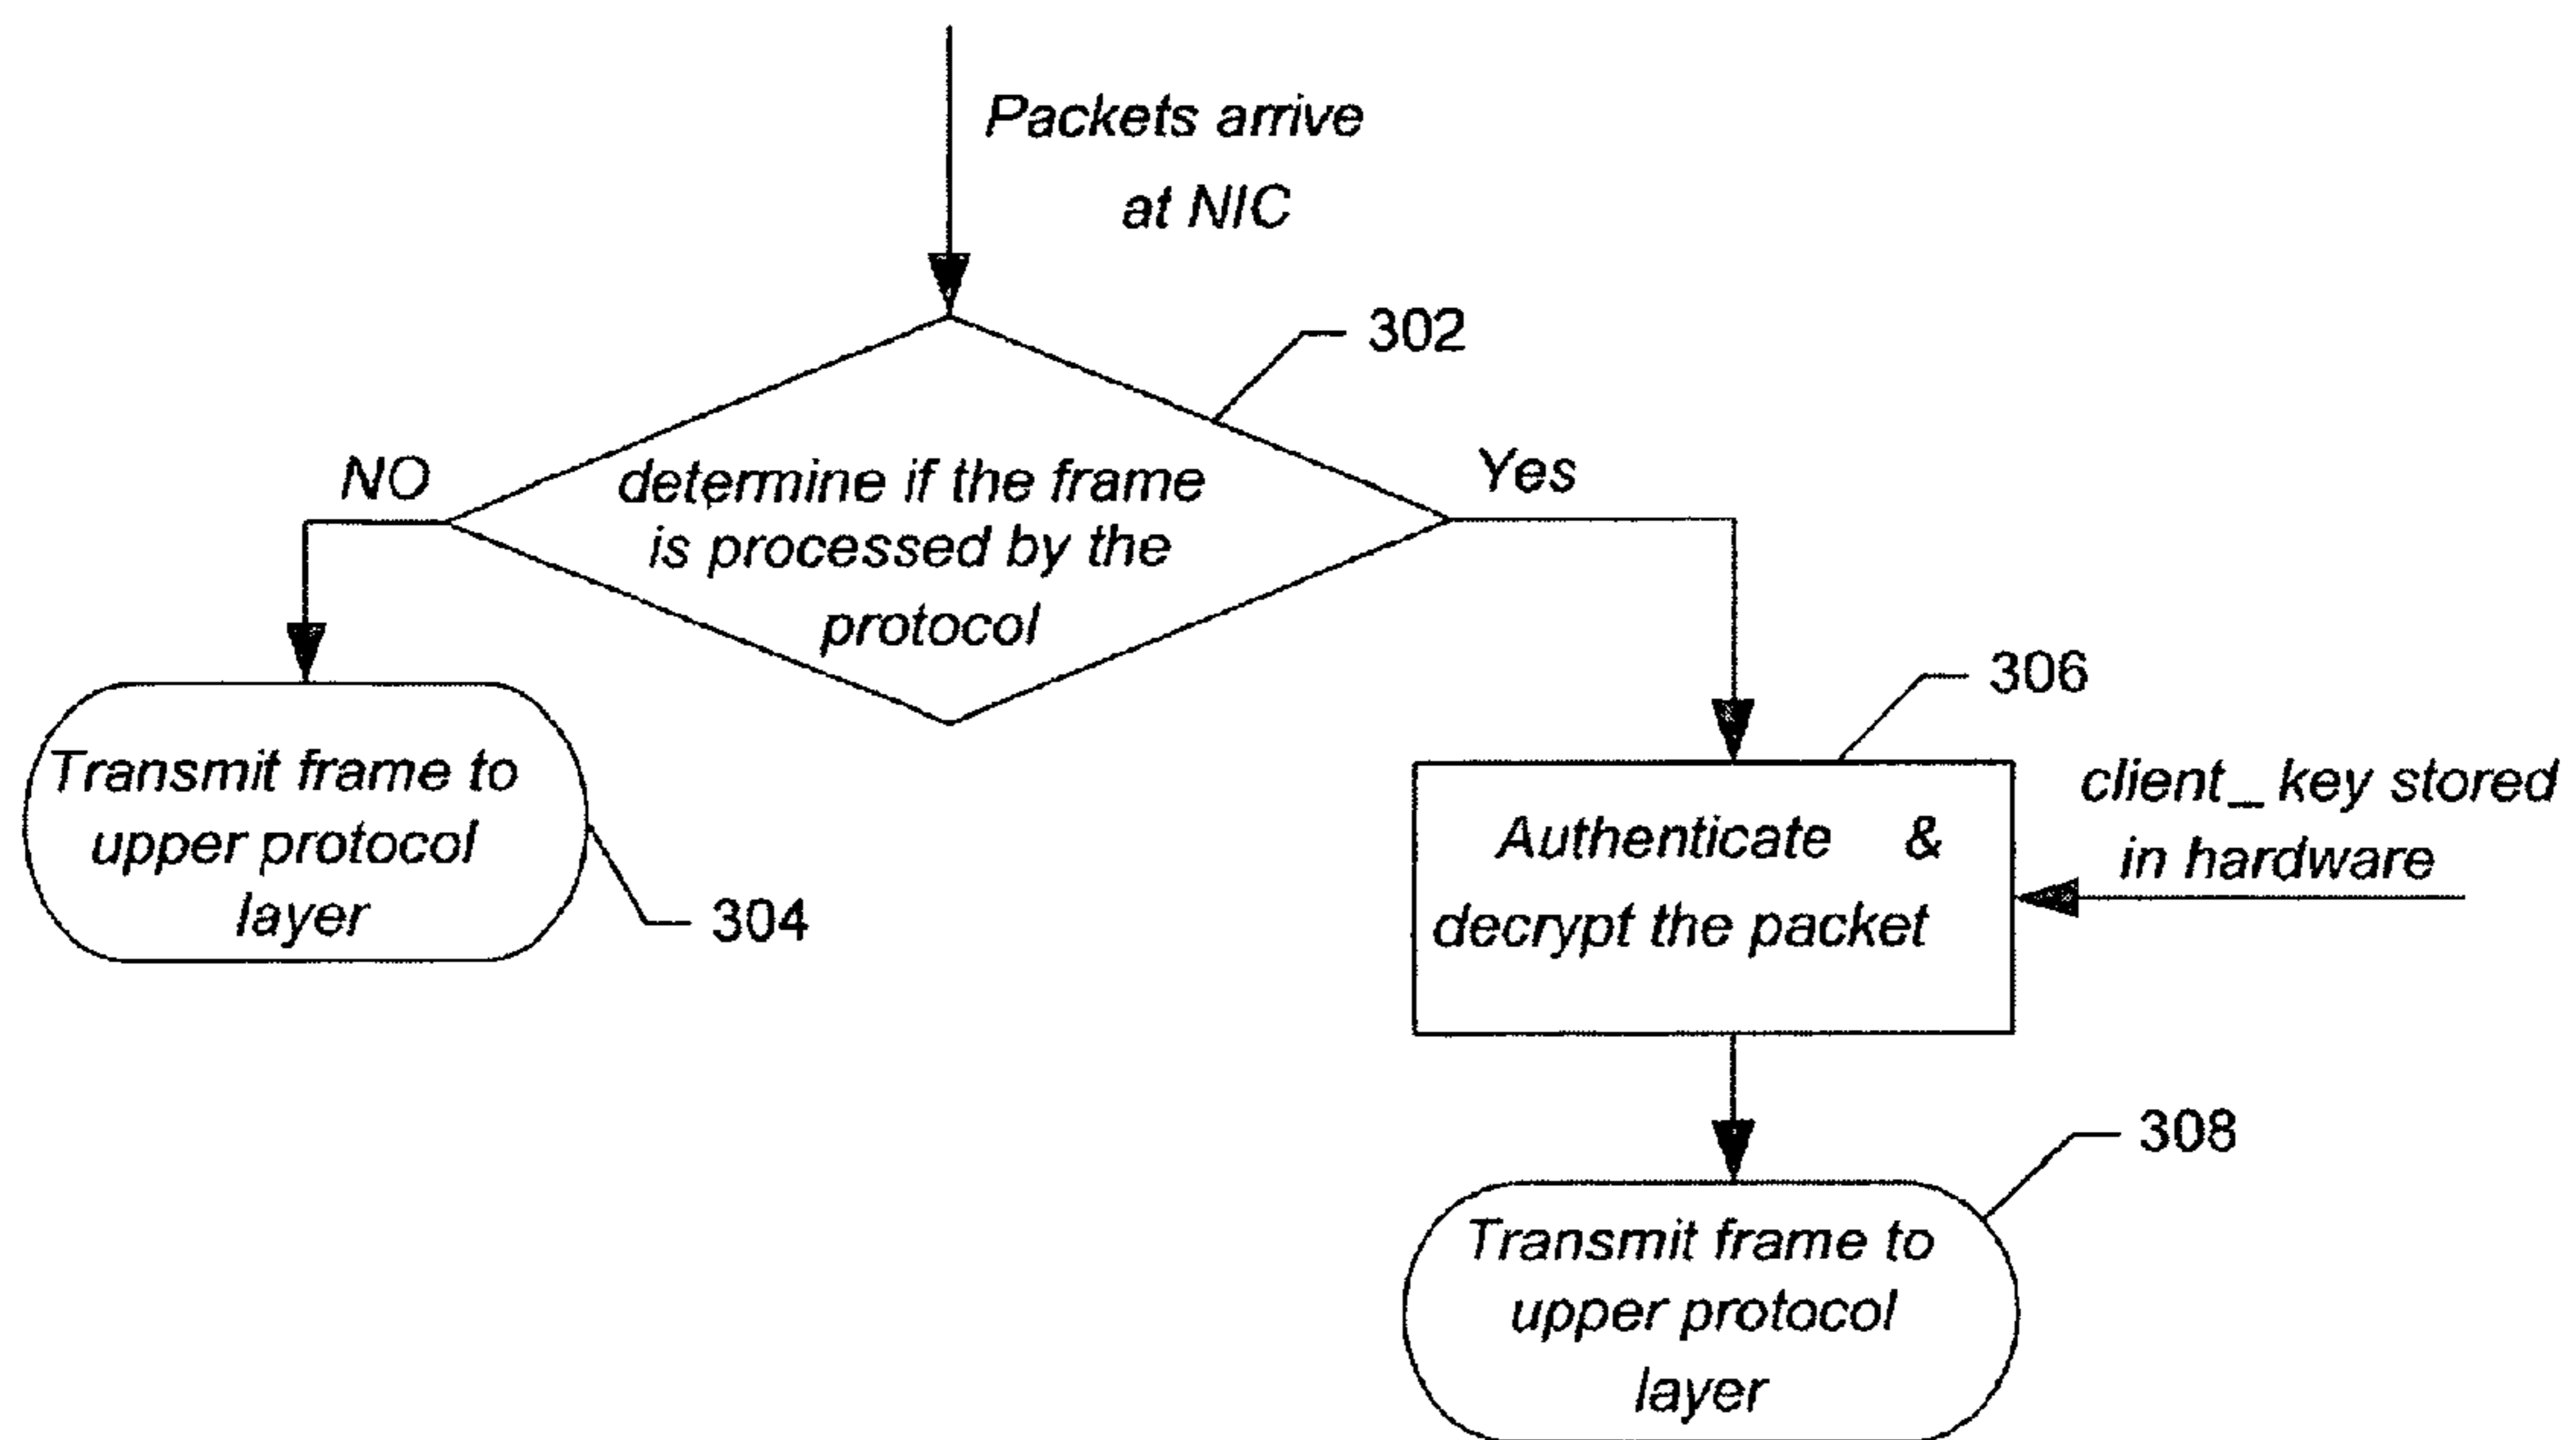 Packets arrive
at NIC
302
NO
Yes
determine if the frame
is processed by the
protocol
306
Transmit frame to
upper protocol
layer
304
client_ key stored
in hardware
Authenticate &
decrypt the packet
308
Transmit frame to
upper protocol
layer